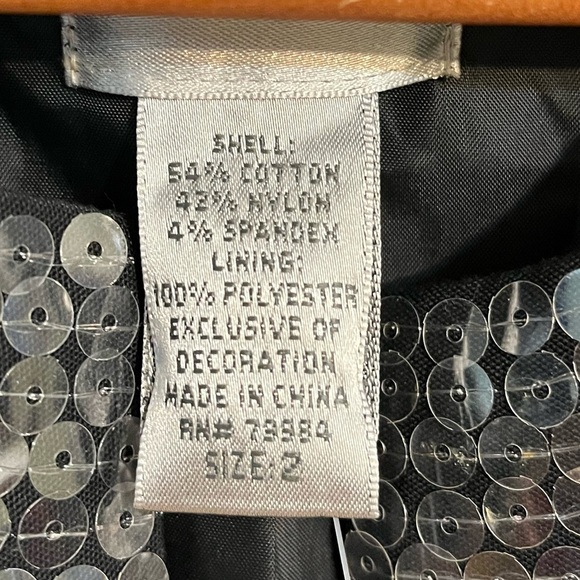 SHELL:
54% COTTON
42% NYLON
4% SPANDEX
LINING:
100% POLYESTER
EXCLUSIVE OF
DECORATION
MADE IN CHINA
RN# 79984
SIZE: 2